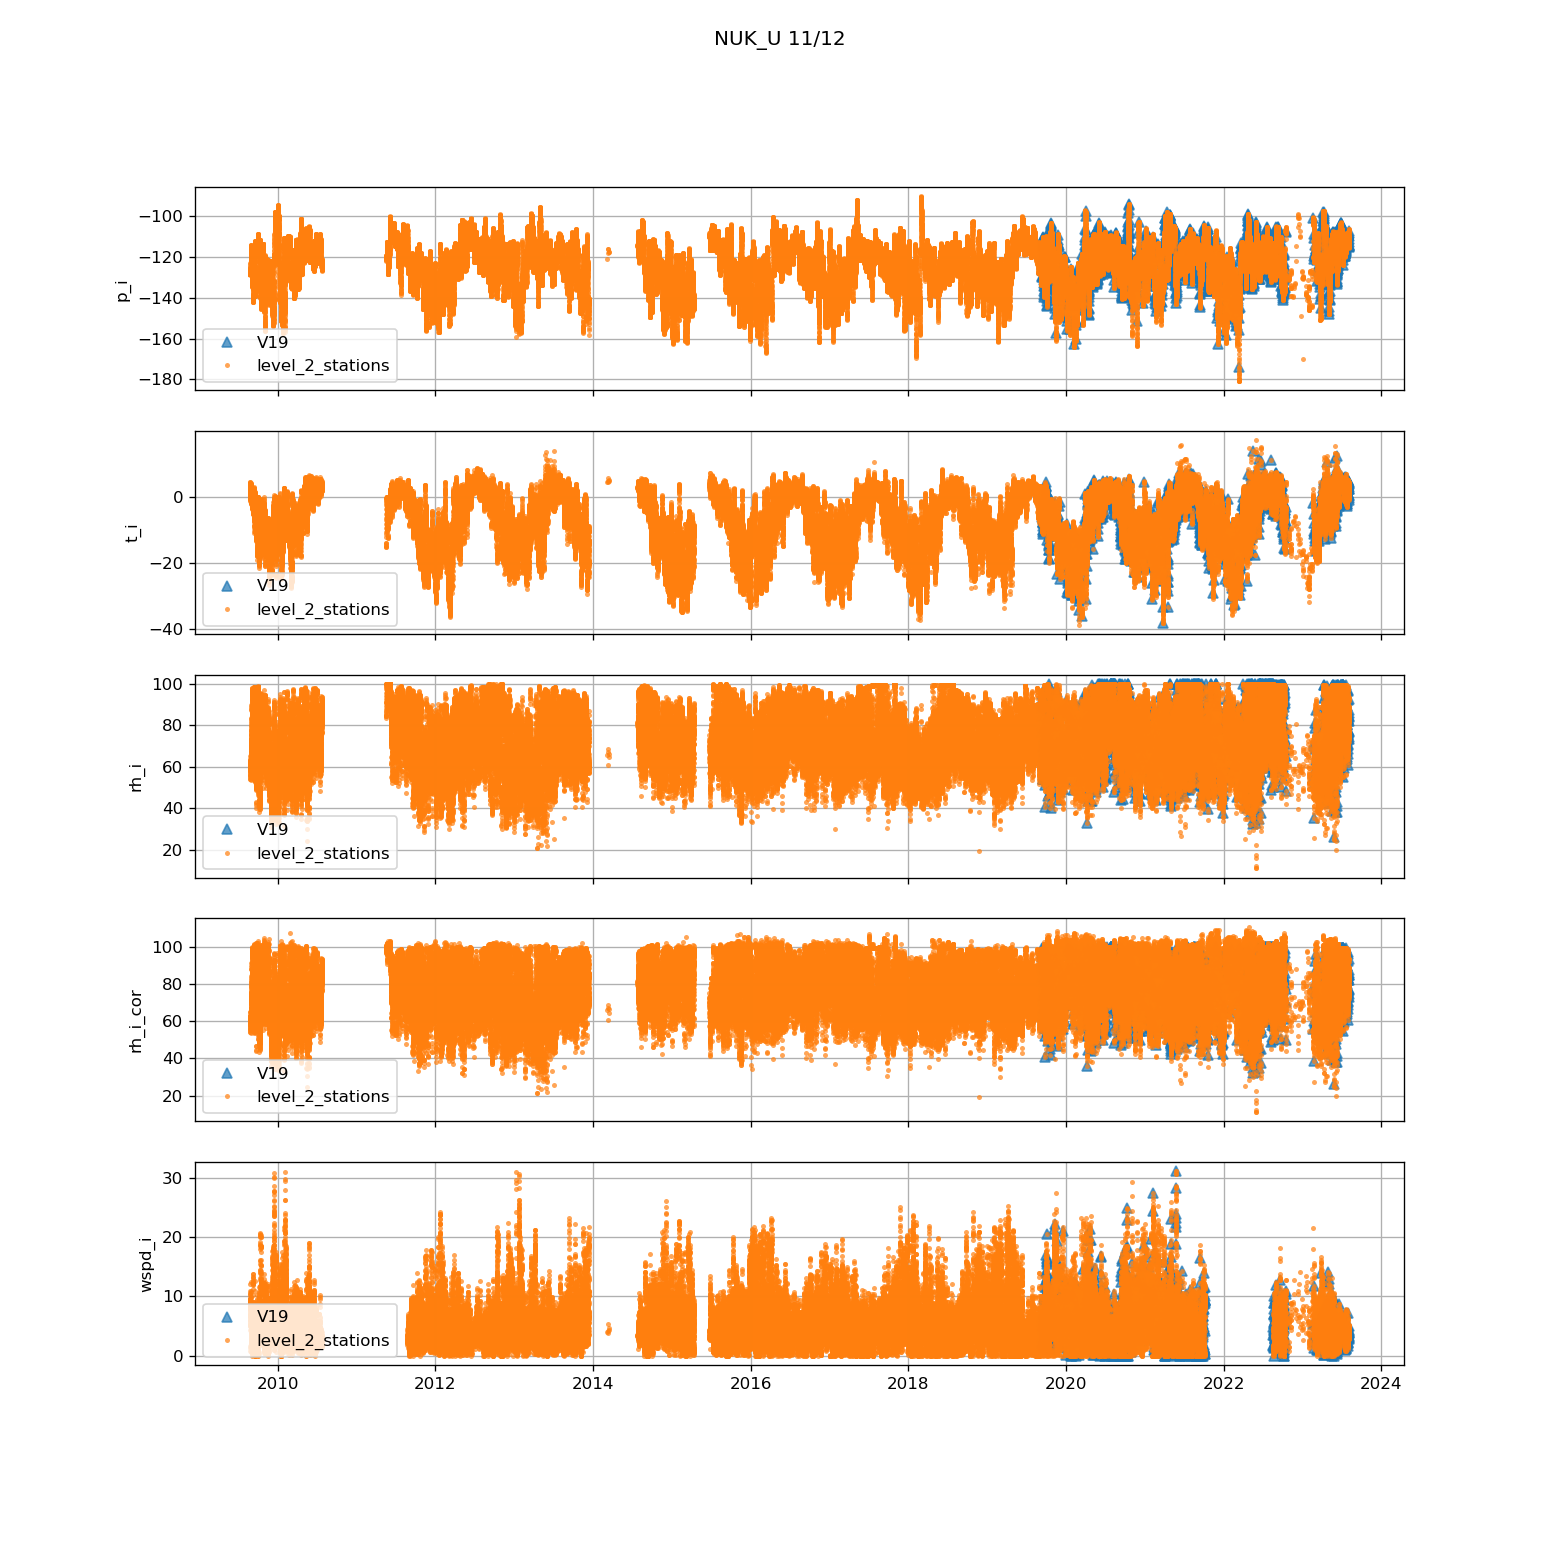 NUK_U 11/12
p_i
−100
−120
−140
−160
−180
V19
level_2_stations
t_i
0
−20
−40
V19
level_2_stations
rh_i
100
80
60
40
20
V19
level_2_stations
rh_i_cor
100
80
60
40
20
V19
level_2_stations
wspd_i
30
20
10
0
V19
level_2_stations
2010 2012 2014 2016 2018 2020 2022 2024